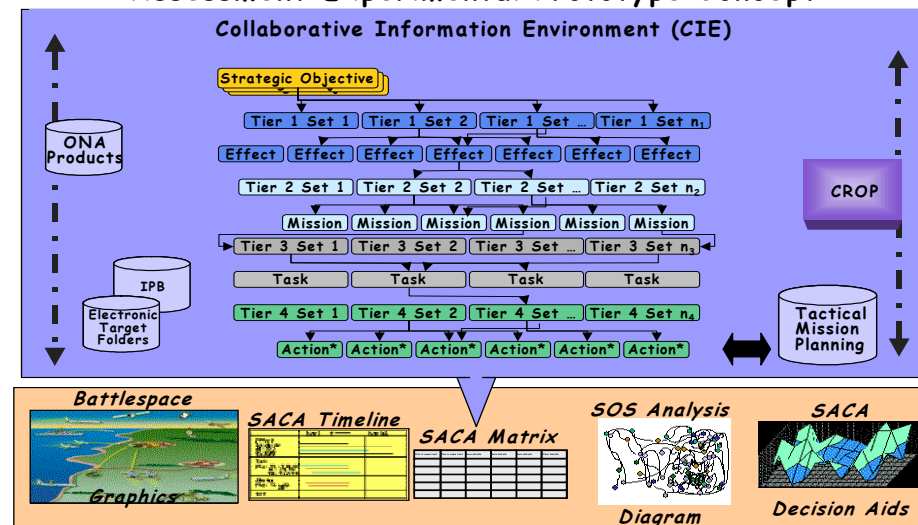 Assessment Experimental Prototype Concept
Collaborative Information Environment (CIE)
Strategic Objective
Tier 1 Set 1 Tier 1 Set 2 Tier 1 Set … Tier 1 Set n1
ONA
Products
Effect Effect Effect Effect Effect Effect Effect
Tier 2 Set 1 Tier 2 Set 2 Tier 2 Set … Tier 2 Set n2
CROP
Mission Mission Mission Mission Mission Mission
Tier 3 Set 1 Tier 3 Set 2 Tier 3 Set … Tier 3 Set n3
Task Task Task Task
IPB
Electronic
Target
Folders
Tier 4 Set 1 Tier 4 Set 2 Tier 4 Set … Tier 4 Set n4
Action* Action* Action* Action* Action* Action*
Tactical
Mission
Planning
Battlespace
Graphics
SACA Timeline
SACA Matrix
SOS Analysis
Diagram
SACA
Decision Aids